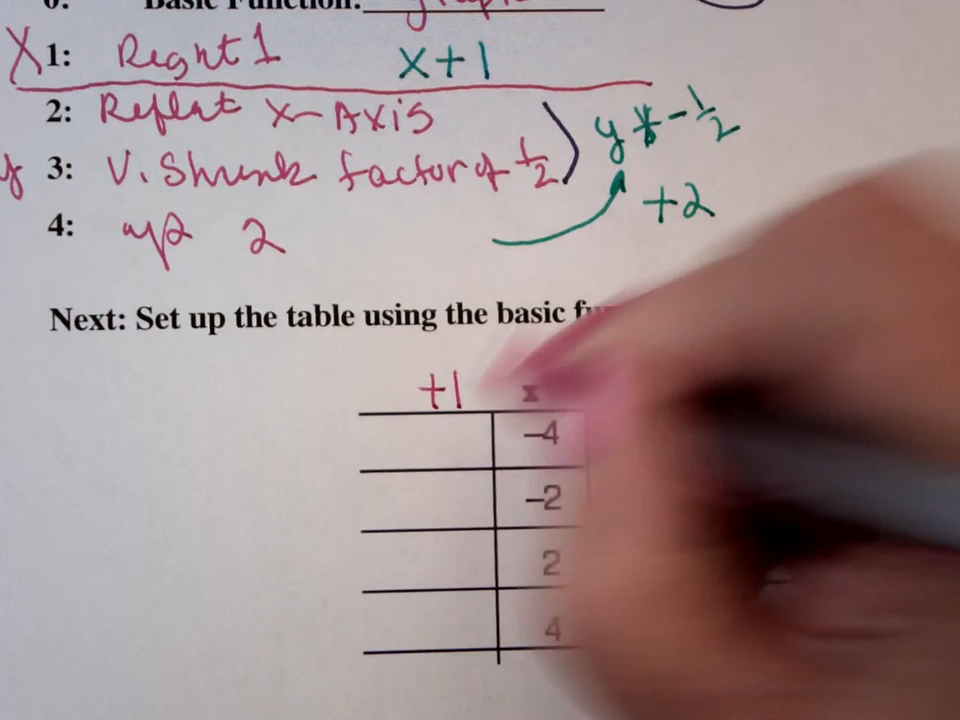 Basic Function:
X 1: Right 1 x+1
2: Reflect x-Axis
y 3: V. Shrink factor of 1/2 y * -1/2
4: up 2 +2
Next: Set up the table using the basic
+1 x
-4
-2
2
4